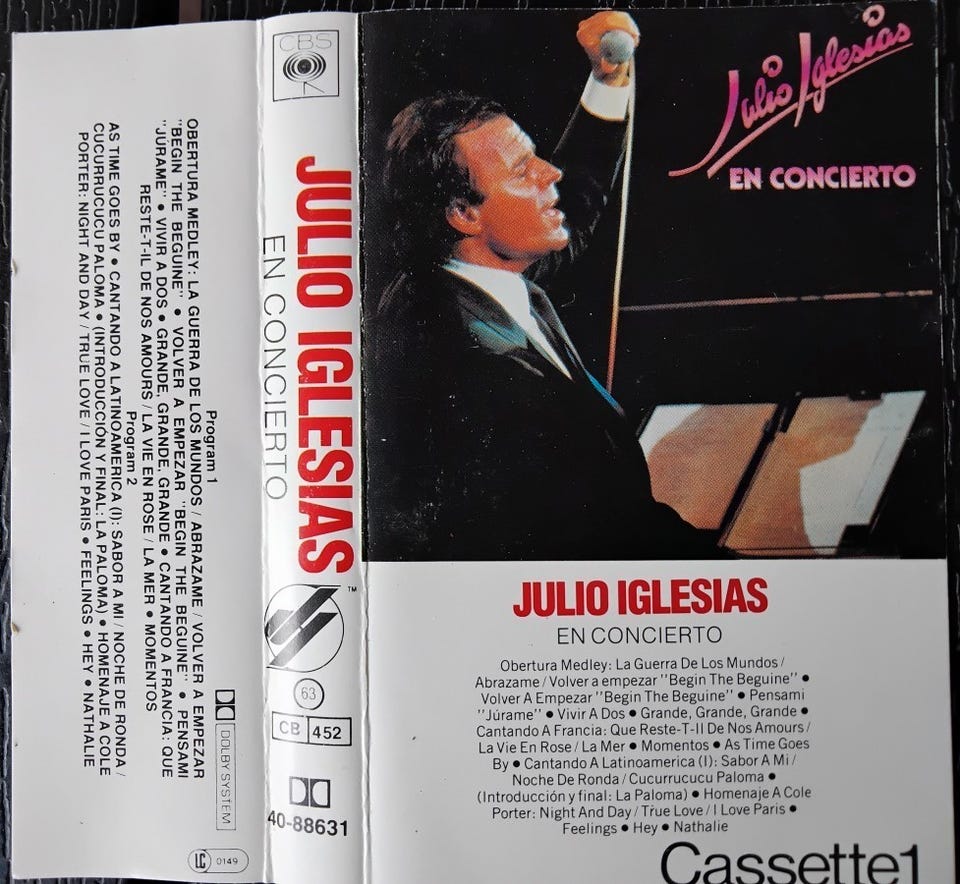 Program 1
OBERTURA MEDLEY: LA GUERRA DE LOS MUNDOS / ABRAZAME / VOLVER A EMPEZAR
"BEGIN THE BEGUINE" ● VOLVER A EMPEZAR "BEGIN THE BEGUINE" ● PENSAMI
"JÚRAME" ● VIVIR A DOS ● GRANDE, GRANDE, GRANDE ● CANTANDO A FRANCIA: QUE
RESTE-T-IL DE NOS AMOURS / LA VIE EN ROSE / LA MER ● MOMENTOS
Program 2
AS TIME GOES BY ● CANTANDO A LATINOAMERICA (I): SABOR A MI / NOCHE DE RONDA /
CUCURRUCUCU PALOMA ● (INTRODUCCIÓN Y FINAL: LA PALOMA) ● HOMENAJE A COLE
PORTER: NIGHT AND DAY / TRUE LOVE / I LOVE PARIS ● FEELINGS ● HEY ● NATHALIE
DOLBY SYSTEM
LC 0149
CBS
JULIO IGLESIAS
EN CONCIERTO
TM
63
CB 452
40-88631
Julio Iglesias
EN CONCIERTO
JULIO IGLESIAS
EN CONCIERTO
Obertura Medley: La Guerra De Los Mundos /
Abrazame / Volver a empezar "Begin The Beguine" ●
Volver A Empezar "Begin The Beguine" ● Pensami
"Júrame" ● Vivir A Dos ● Grande, Grande, Grande ●
Cantando A Francia: Que Reste-T-Il De Nos Amours /
La Vie En Rose / La Mer ● Momentos ● As Time Goes
By ● Cantando A Latinoamerica (I): Sabor A Mi /
Noche De Ronda / Cucurrucucu Paloma ●
(Introducción y final: La Paloma) ● Homenaje A Cole
Porter: Night And Day / True Love / I Love Paris ●
Feelings ● Hey ● Nathalie
Cassette1